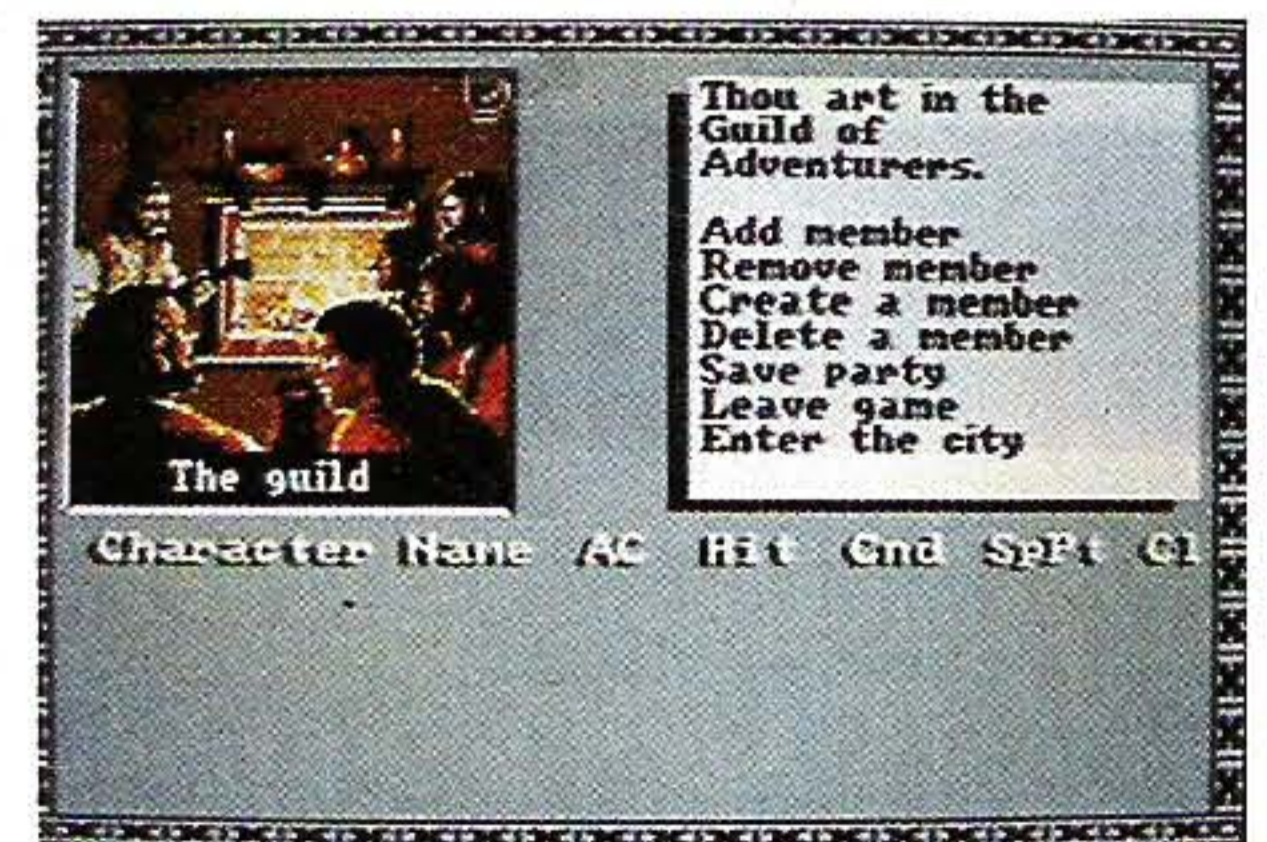 Thou art in the
Guild of
Adventurers.
Add member
Remove member
Create a member
Delete a member
Save party
Leave game
Enter the city
The guild
Character Name AC Hit Cnd SpPt Cl